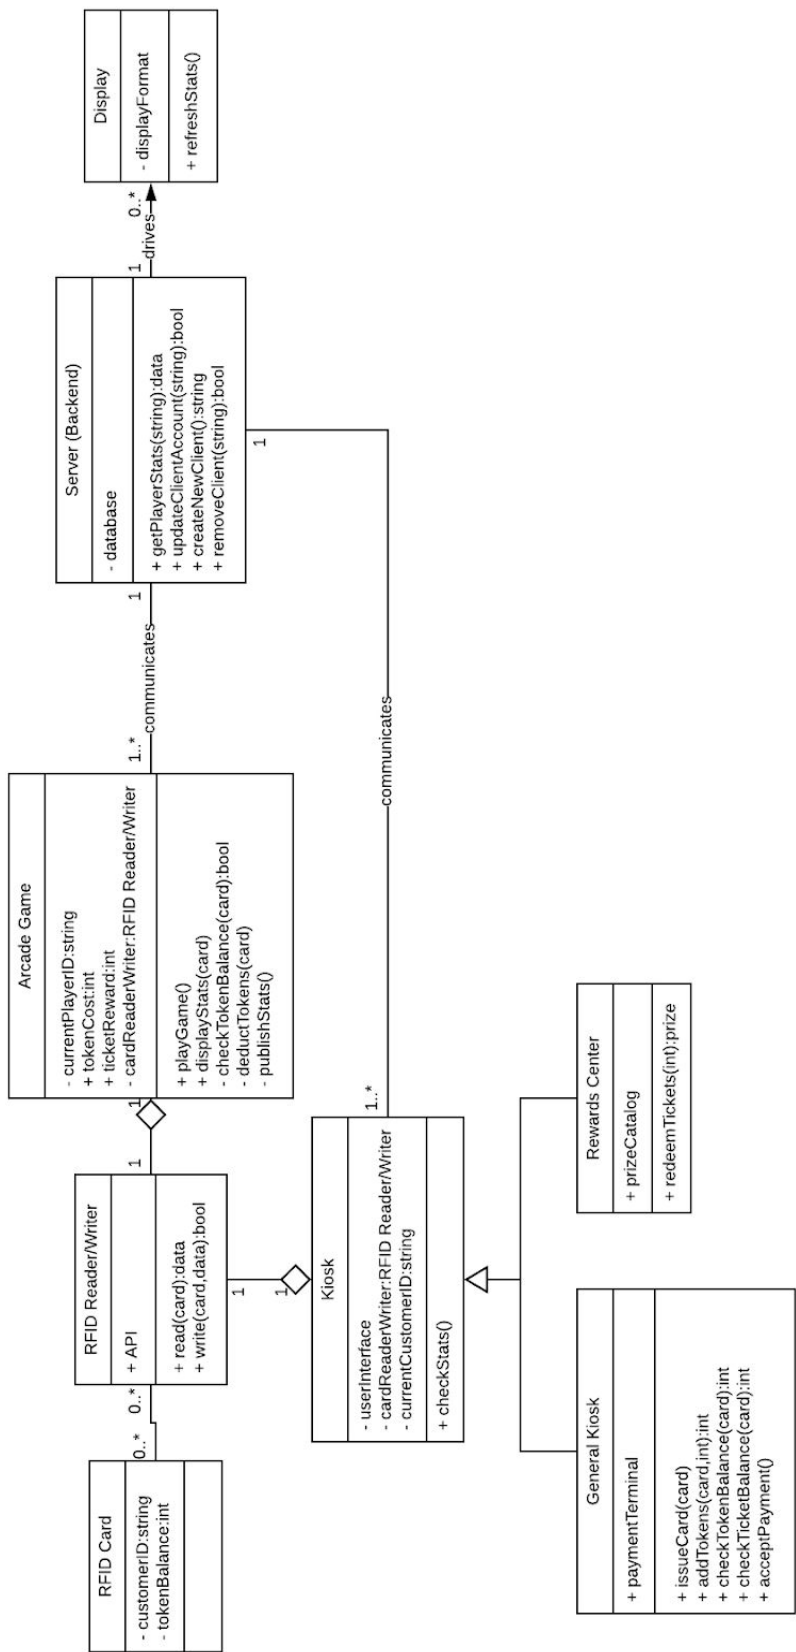 RFID Card
- customerID:string
- tokenBalance:int
0..*
0..*
RFID Reader/Writer
+ API
+ read(card):data
+ write(card,data):bool
1
1
Arcade Game
- currentPlayerID:string
+ tokenCost:int
+ ticketReward:int
- cardReaderWriter:RFID Reader/Writer
+ playGame()
+ displayStats(card)
- checkTokenBalance(card):bool
- deductTokens(card)
- publishStats()
1..*
communicates
1
Server (Backend)
- database
+ getPlayerStats(string):data
+ updateClientAccount(string):bool
+ createNewClient():string
+ removeClient(string):bool
1
drives
0..*
Display
- displayFormat
+ refreshStats()
1
1
Kiosk
- userInterface
- cardReaderWriter:RFID Reader/Writer
- currentCustomerID:string
+ checkStats()
1..*
communicates
1
General Kiosk
+ paymentTerminal
+ issueCard(card)
+ addTokens(card,int):int
+ checkTokenBalance(card):int
+ checkTicketBalance(card):int
+ acceptPayment()
Rewards Center
+ prizeCatalog
+ redeemTickets(int):prize